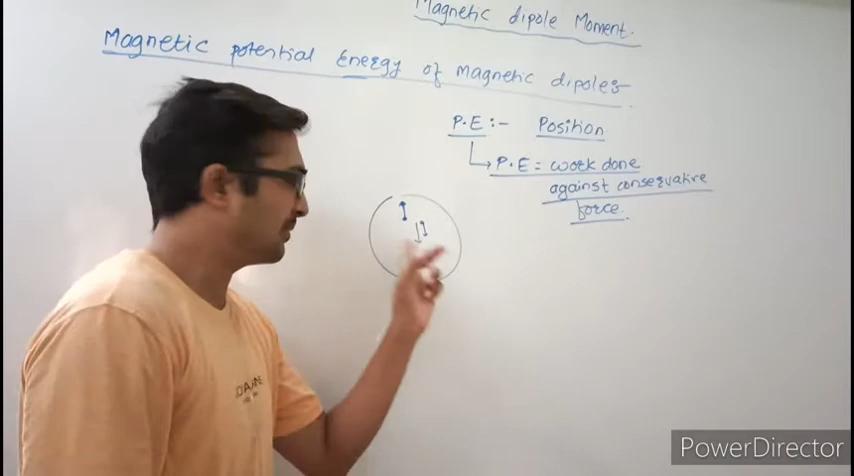 Magnetic dipole Moment.
Magnetic potential Energy of magnetic dipoles-
P.E :- Position
P.E = work done
against conservative
force.
PowerDirector